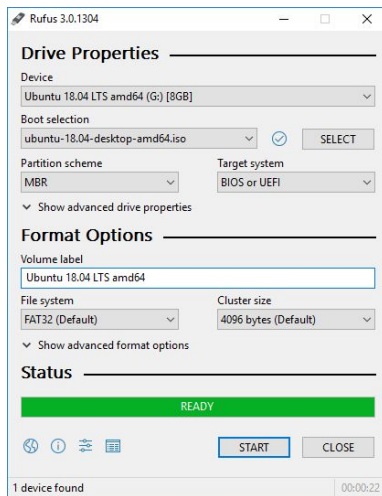 Rufus 3.0.1304
Drive Properties
Device
Ubuntu 18.04 LTS amd64 (G:) [8GB]
Boot selection
ubuntu-18.04-desktop-amd64.iso
SELECT
Partition scheme
Target system
MBR
BIOS or UEFI
Show advanced drive properties
Format Options
Volume label
Ubuntu 18.04 LTS amd64
File system
Cluster size
FAT32 (Default)
4096 bytes (Default)
Show advanced format options
Status
READY
START
CLOSE
1 device found
00:00:22